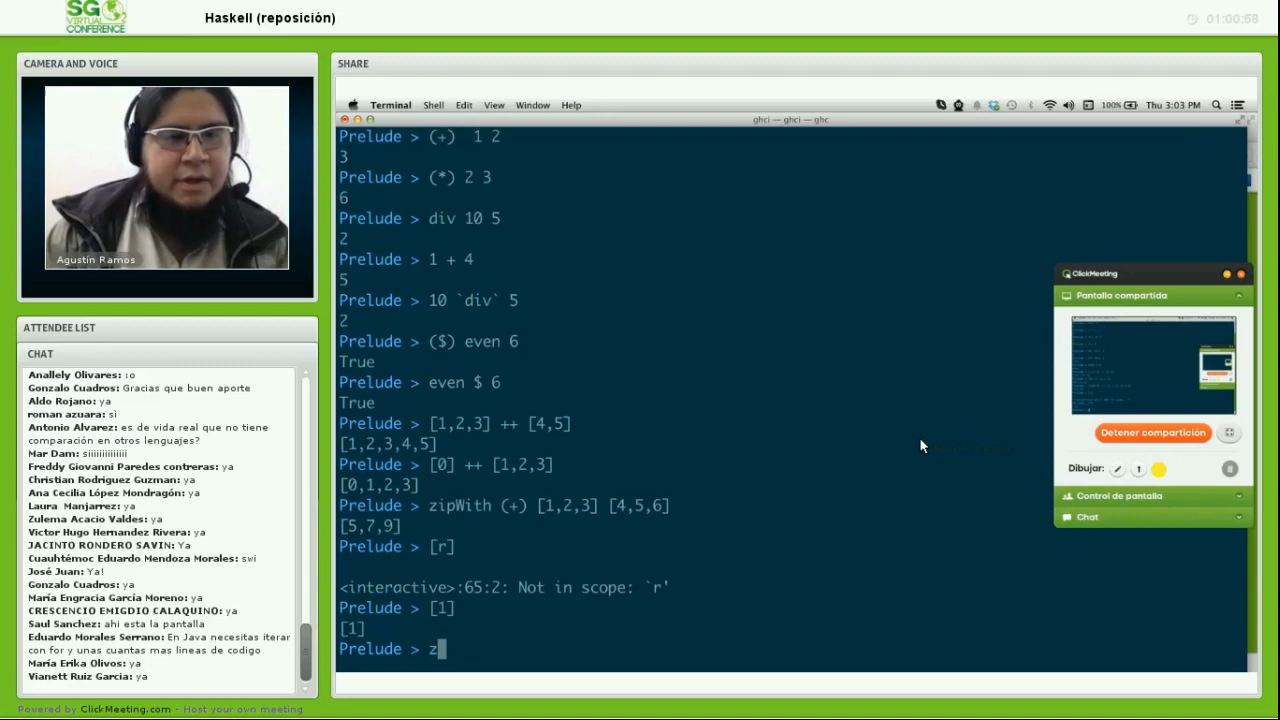 SG
VIRTUAL
CONFERENCE
Haskell (reposición)
01:00:58
CAMERA AND VOICE
Agustín Ramos
ATTENDEE LIST
CHAT
Anallely Olivares: :o
Gonzalo Cuadros: Gracias que buen aporte
Aldo Rojano: ya
roman azuara: sì
Antonio Alvarez: es de vida real que no tiene
comparación en otros lenguajes?
Mar Dam: siiiiiiiiiiiii
Freddy Giovanni Paredes contreras: ya
Christian Rodriguez Guzman: ya
Ana Cecilia López Mondragón: ya
Laura Manjarrez: ya
Zulema Acacio Valdes: ya
Victor Hugo Hernandez Rivera: ya
JACINTO RONDERO SAVIN: Ya
Cuauhtémoc Eduardo Mendoza Morales: swi
José Juan: Ya!
Gonzalo Cuadros: ya
María Engracia García Moreno: ya
CRESCENCIO EMIGDIO CALAQUINO: ya
Saul Sanchez: ahi esta la pantalla
Eduardo Morales Serrano: En Java necesitas iterar
con for y unas cuantas mas lineas de codigo
María Erika Olivos: ya
Vianett Ruiz Garcia: ya
Powered by ClickMeeting.com - Host your own meeting
SHARE
Terminal Shell Edit View Window Help
100% Thu 3:03 PM
ghci — ghci — ghc
Prelude > (+)  1 2
3
Prelude > (*) 2 3
6
Prelude > div 10 5
2
Prelude > 1 + 4
5
Prelude > 10 `div` 5
2
Prelude > ($) even 6
True
Prelude > even $ 6
True
Prelude > [1,2,3] ++ [4,5]
[1,2,3,4,5]
Prelude > [0] ++ [1,2,3]
[0,1,2,3]
Prelude > zipWith (+) [1,2,3] [4,5,6]
[5,7,9]
Prelude > [r]
<interactive>:65:2: Not in scope: `r'
Prelude > [1]
[1]
Prelude > z
ClickMeeting
Pantalla compartida
Detener compartición
Dibujar:
Control de pantalla
Chat